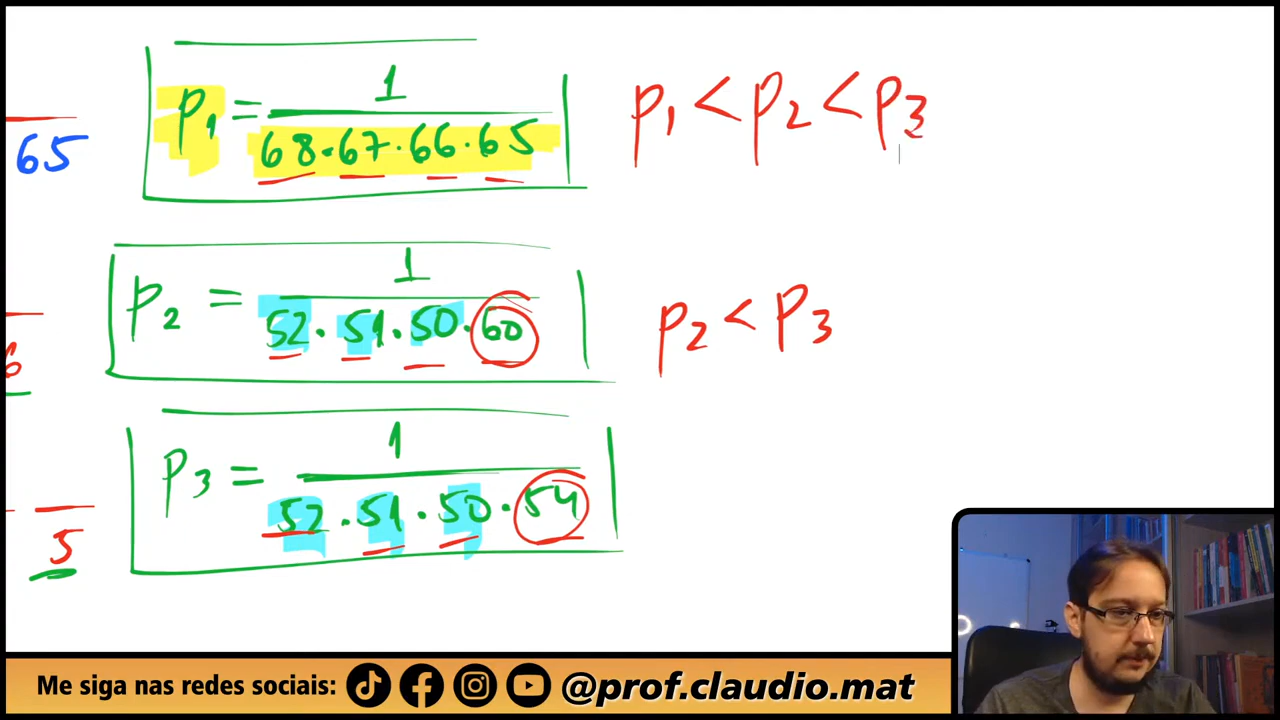 65
p₁ = 1 / 68·67·66·65
p₁ < p₂ < p₃
6
p₂ = 1 / 52·51·50·60
p₂ < p₃
5
p₃ = 1 / 52·51·50·54
Me siga nas redes sociais: @prof.claudio.mat